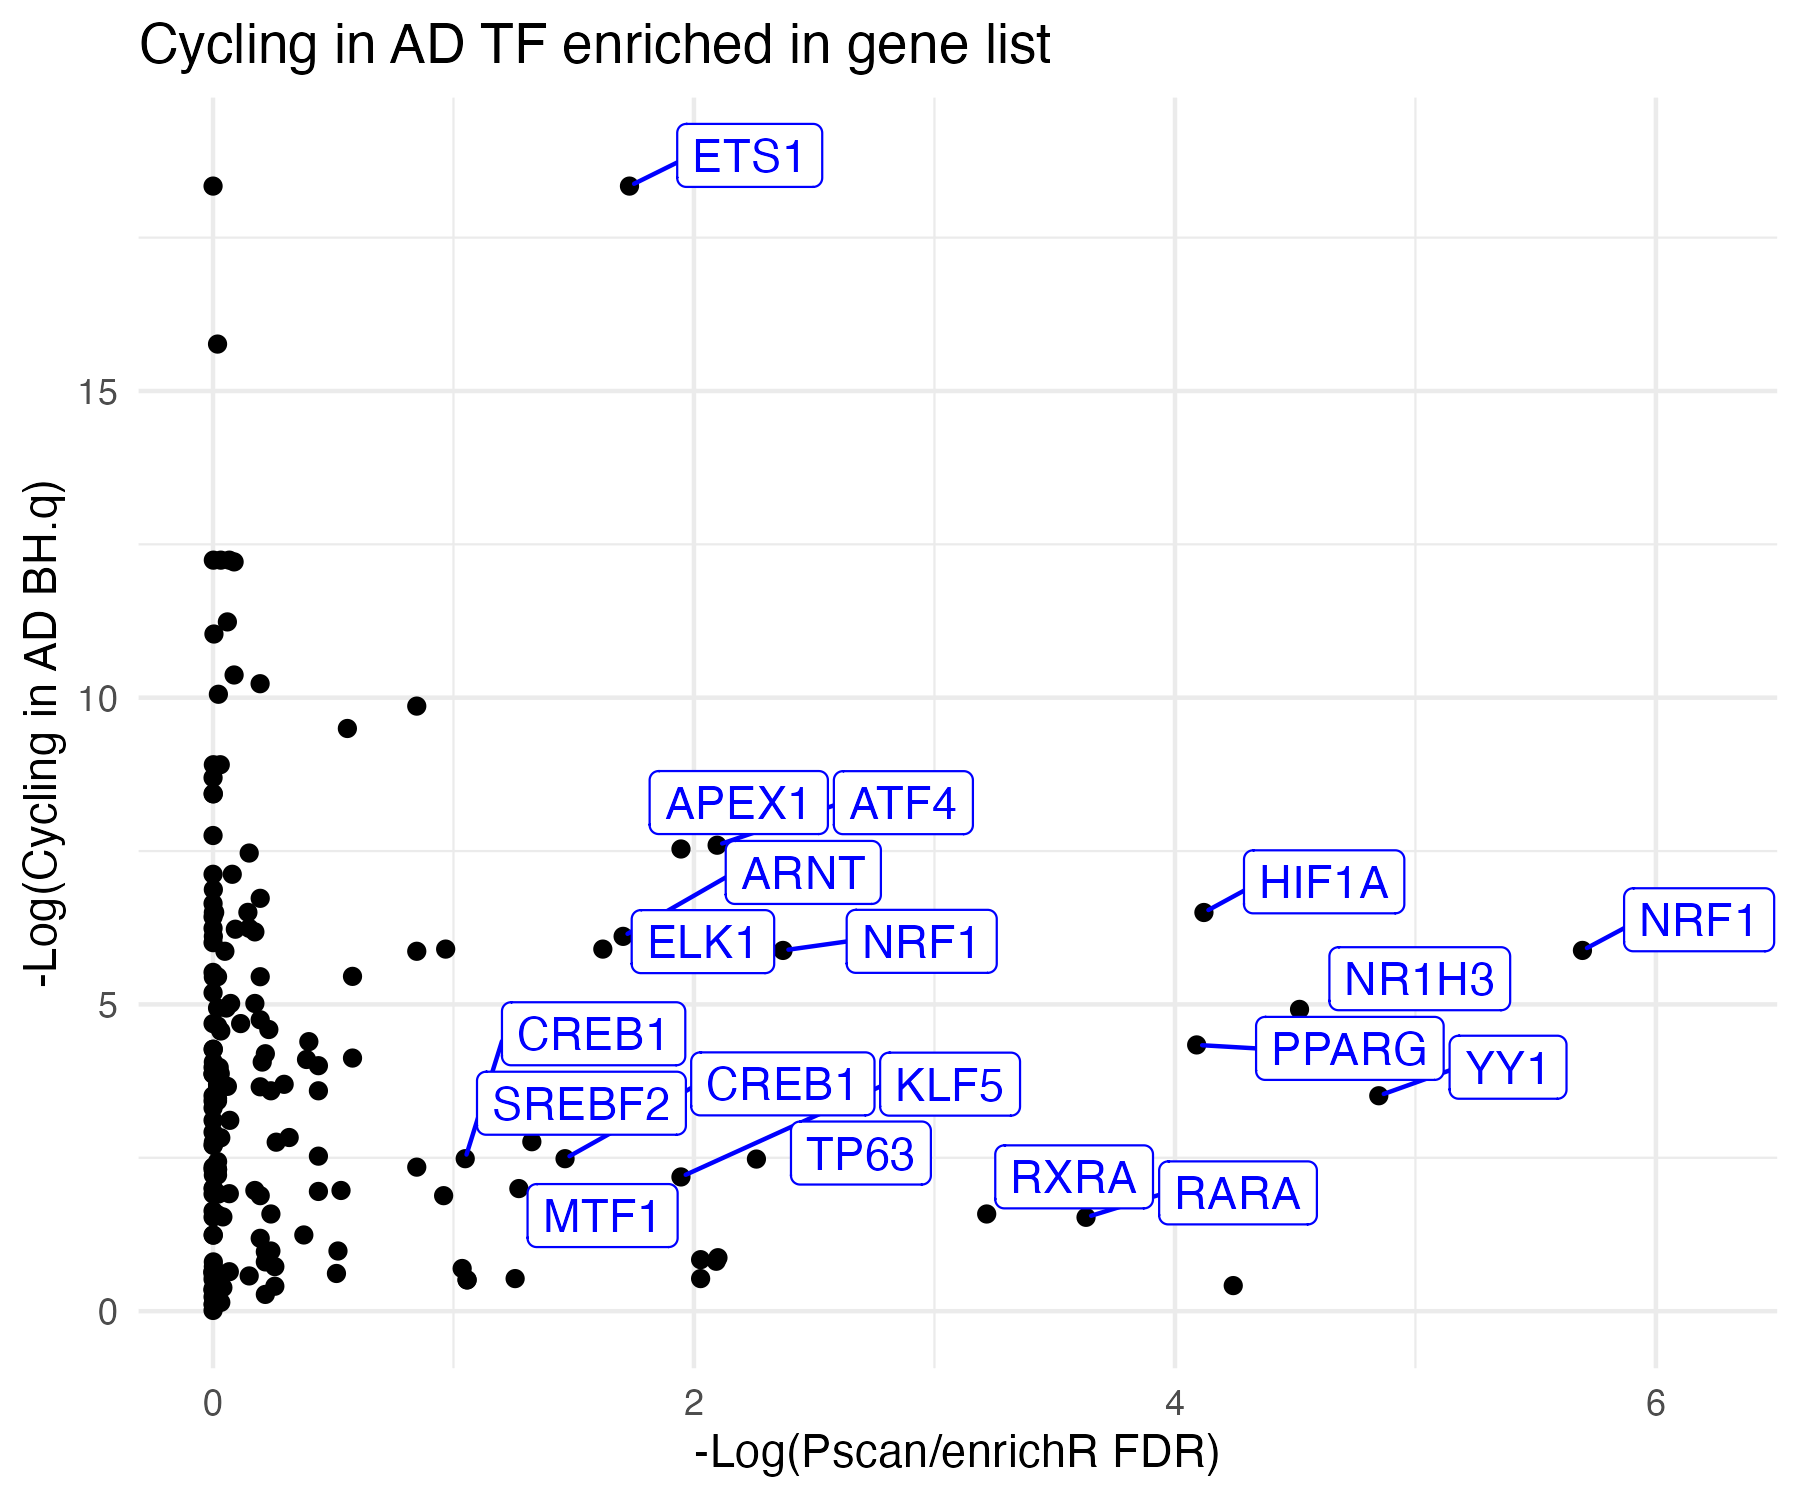 Cycling in AD TF enriched in gene list
-Log(Cycling in AD BH.q)
15
10
5
0
ETS1
APEX1
ATF4
ARNT
HIF1A
ELK1
NRF1
NRF1
NR1H3
CREB1
PPARG
YY1
SREBF2
CREB1
KLF5
TP63
RXRA
RARA
MTF1
0
2
4
6
-Log(Pscan/enrichR FDR)